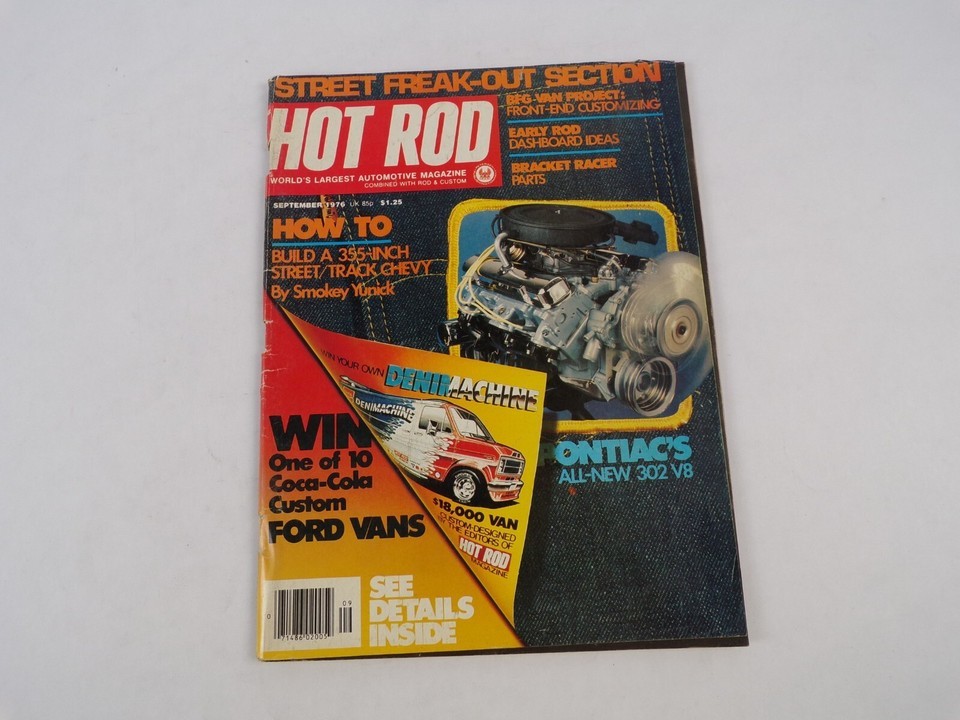 STREET FREAK-OUT SECTION
HOT ROD
WORLD'S LARGEST AUTOMOTIVE MAGAZINE
COMBINED WITH ROD & CUSTOM
BFG VAN PROJECT:
FRONT-END CUSTOMIZING
EARLY ROD
DASHBOARD IDEAS
BRACKET RACER
PARTS
SEPTEMBER 1976 UK 85p $1.25
HOW TO
BUILD A 355-INCH
STREET/TRACK CHEVY
By Smokey Yunick
WIN YOUR OWN
DENIMACHINE
DENIMACHINE
$18,000 VAN
CUSTOM-DESIGNED
BY THE EDITORS OF
HOT ROD
MAGAZINE
PONTIAC'S
ALL-NEW 302 V8
WIN
One of 10
Coca-Cola
Custom
FORD VANS
SEE
DETAILS
INSIDE
09
0 71486 02005